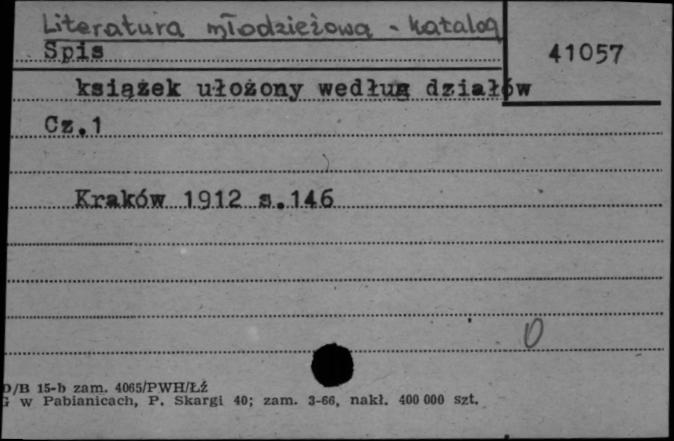 Literatura młodzieżowa - katalog
Spis
41057
książek ułożony według działów
Cz.1
Kraków 1912 s.146
0
D/B 15-b zam. 4065/PWH/Łź
G w Pabianicach, P. Skargi 40; zam. 3-66, nakł. 400 000 szt.